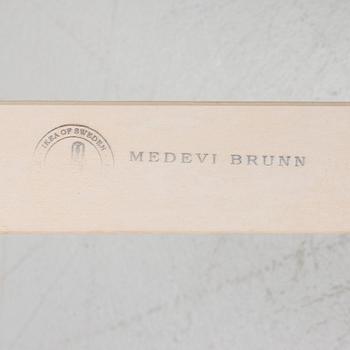 IKEA OF SWEDEN
MEDEVI BRUNN